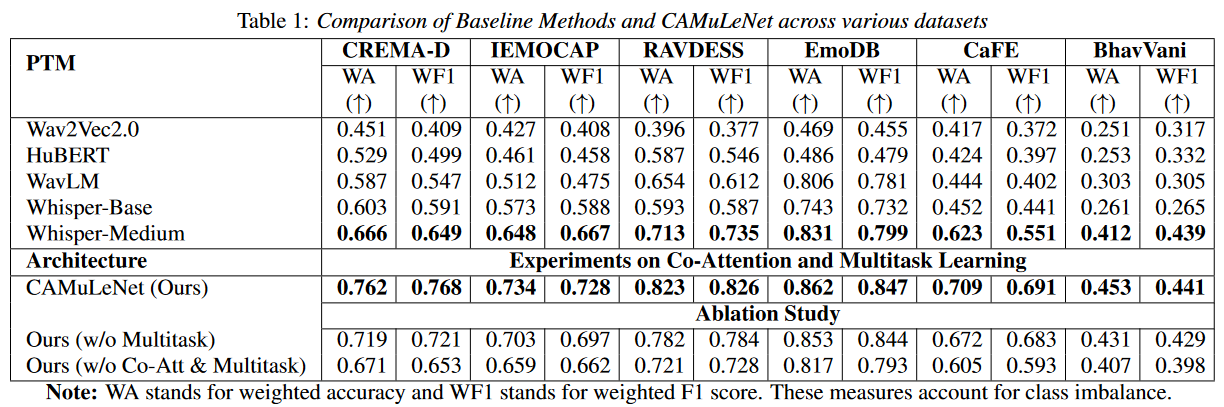 Table 1: Comparison of Baseline Methods and CAMuLeNet across various datasets
PTM CREMA-D IEMOCAP RAVDESS EmoDB CaFE BhavVani
WA WF1 WA WF1 WA WF1 WA WF1 WA WF1 WA WF1
(↑) (↑) (↑) (↑) (↑) (↑) (↑) (↑) (↑) (↑) (↑) (↑)
Wav2Vec2.0 0.451 0.409 0.427 0.408 0.396 0.377 0.469 0.455 0.417 0.372 0.251 0.317
HuBERT 0.529 0.499 0.461 0.458 0.587 0.546 0.486 0.479 0.424 0.397 0.253 0.332
WavLM 0.587 0.547 0.512 0.475 0.654 0.612 0.806 0.781 0.444 0.402 0.303 0.305
Whisper-Base 0.603 0.591 0.573 0.588 0.593 0.587 0.743 0.732 0.452 0.441 0.261 0.265
Whisper-Medium 0.666 0.649 0.648 0.667 0.713 0.735 0.831 0.799 0.623 0.551 0.412 0.439
Architecture Experiments on Co-Attention and Multitask Learning
CAMuLeNet (Ours) 0.762 0.768 0.734 0.728 0.823 0.826 0.862 0.847 0.709 0.691 0.453 0.441
Ablation Study
Ours (w/o Multitask) 0.719 0.721 0.703 0.697 0.782 0.784 0.853 0.844 0.672 0.683 0.431 0.429
Ours (w/o Co-Att & Multitask) 0.671 0.653 0.659 0.662 0.721 0.728 0.817 0.793 0.605 0.593 0.407 0.398
Note: WA stands for weighted accuracy and WF1 stands for weighted F1 score. These measures account for class imbalance.